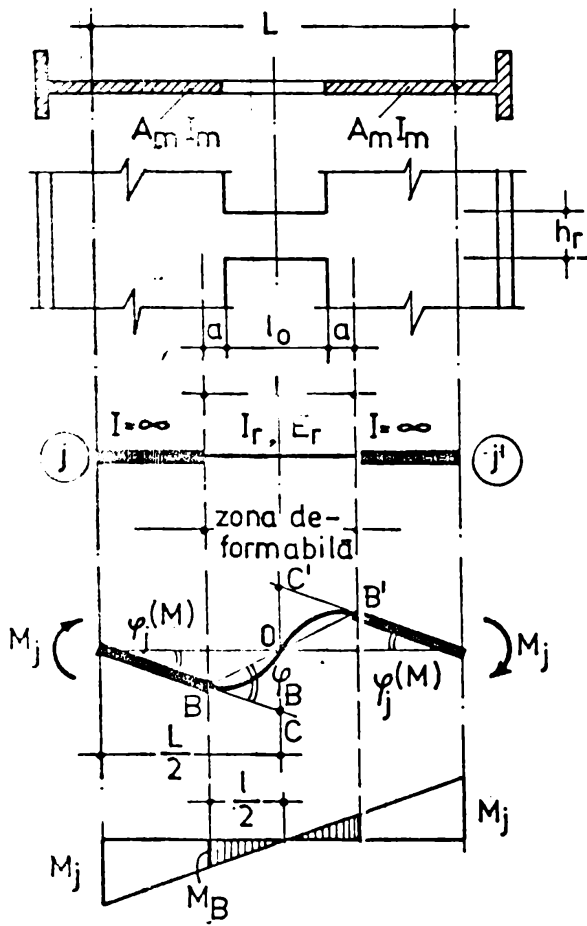 L
A_m I_m A_m I_m
h_r
a l_0 a
l
I=∞ I_r, E_r I=∞
j j'
zona de-
formabilă
C'
B'
φ_j(M) O
M_j M_j
φ_B φ_j(M)
B
C
L/2
l/2
M_j
M_j
M_B